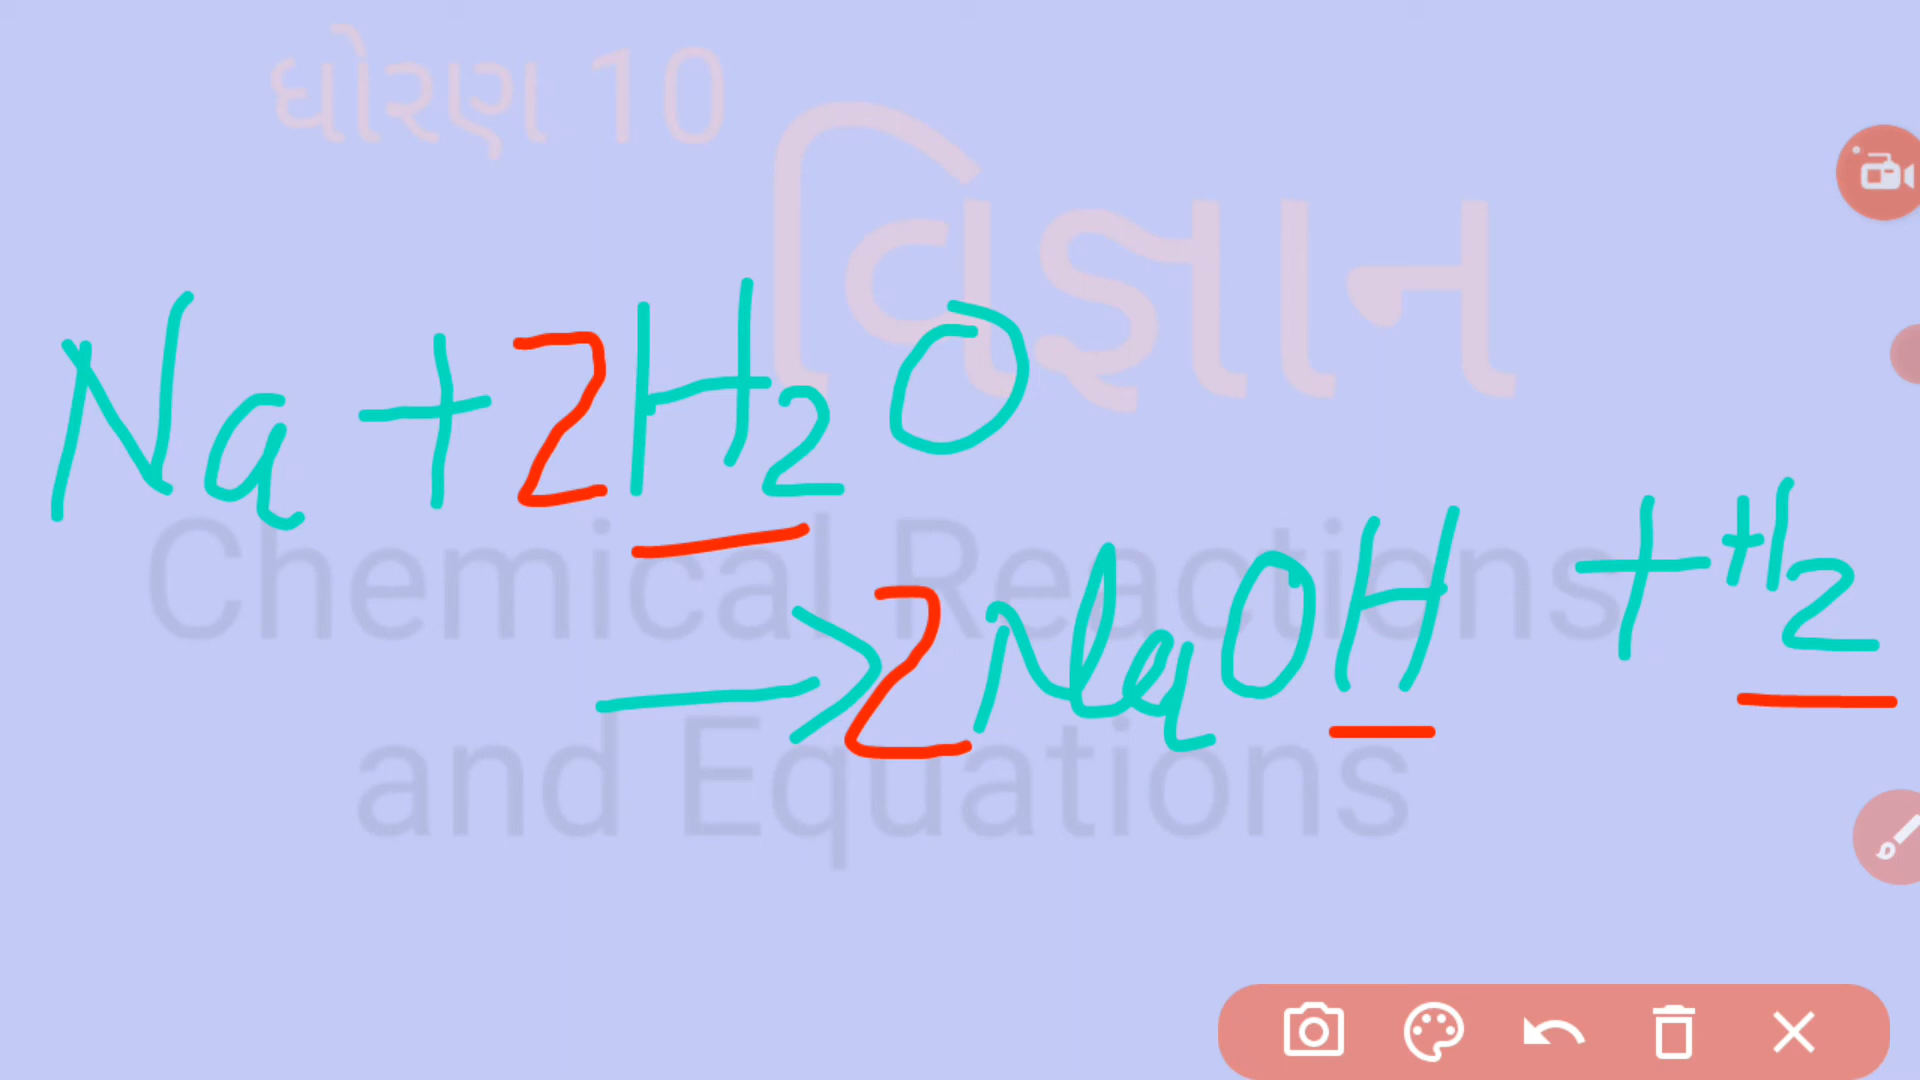 ધોરણ 10
વિજ્ઞાન
Na + 2H₂O
Chemical Reactions
→ 2NaOH + H₂
and Equations